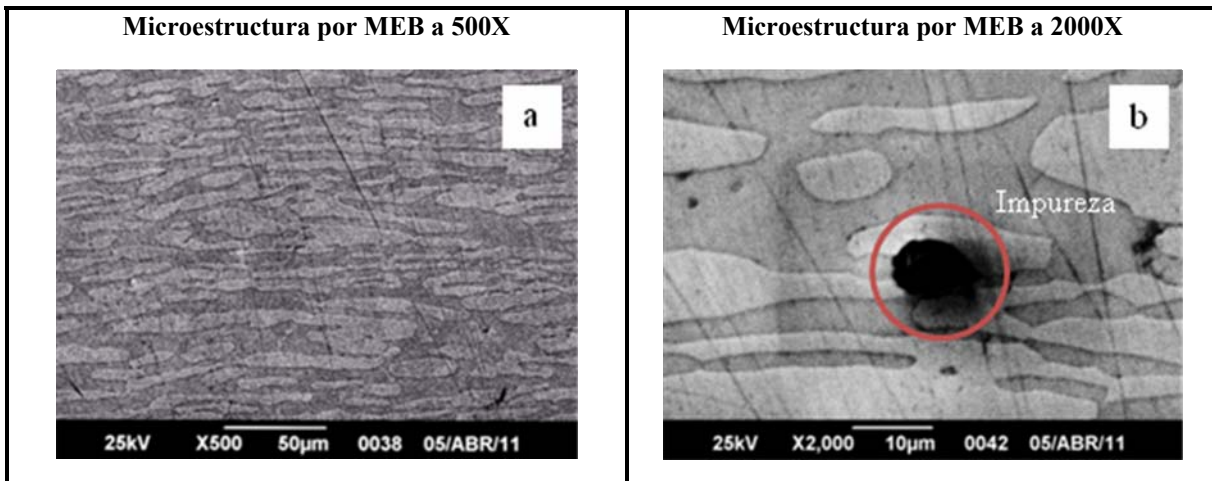 Microestructura por MEB a 500X
Microestructura por MEB a 2000X
a
b
Impureza
25kV X500 50µm 0038 05/ABR/11
25kV X2,000 10µm 0042 05/ABR/11